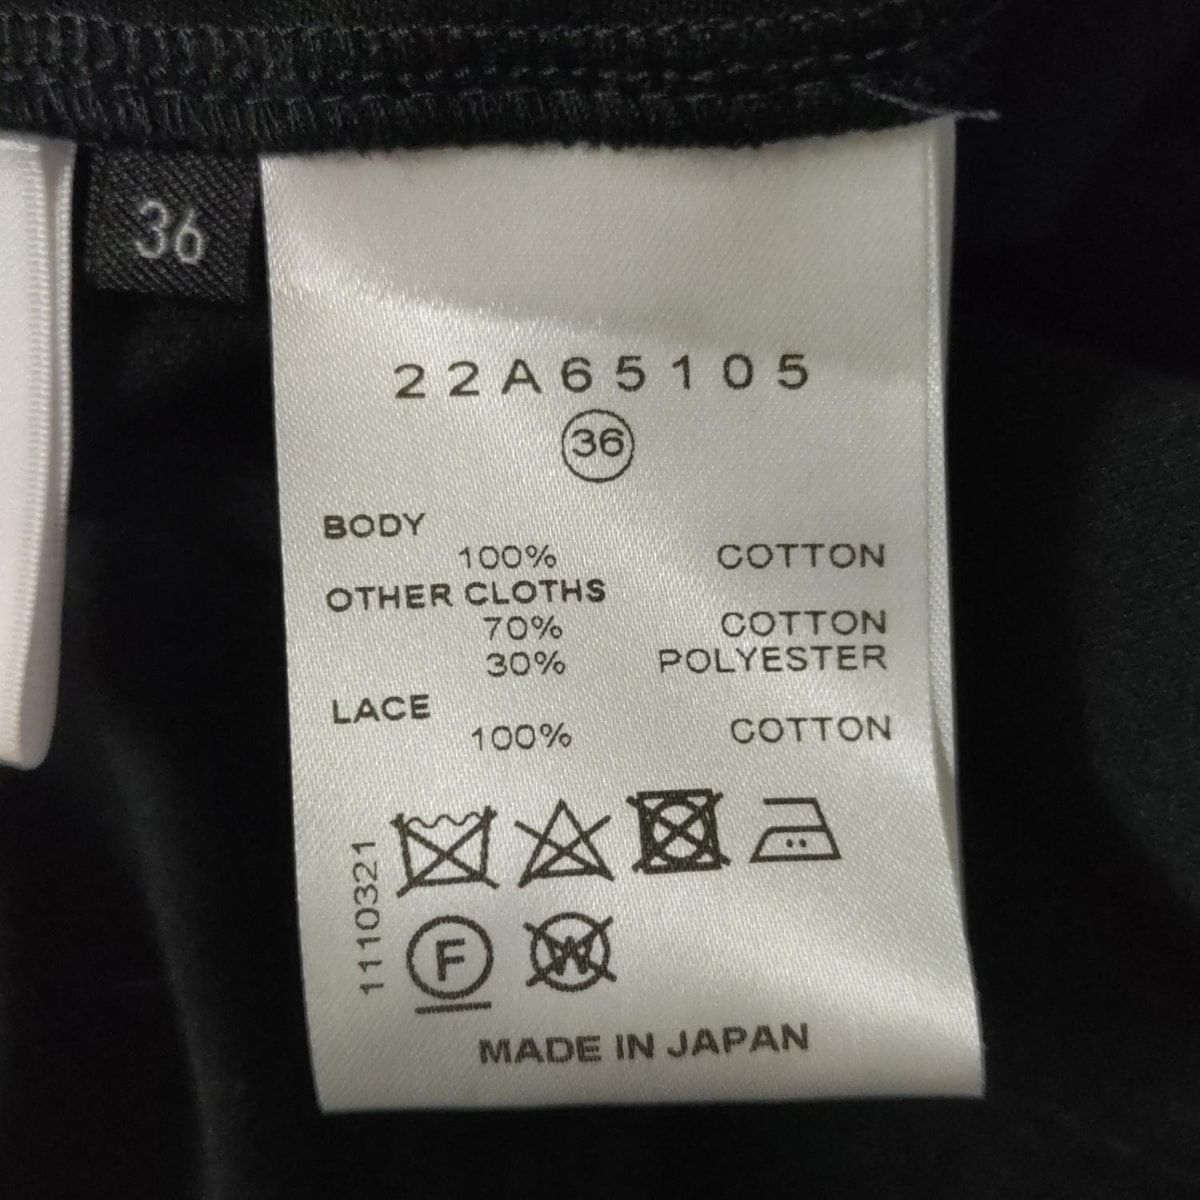 36
22A65105
36
BODY
100% COTTON
OTHER CLOTHS
70% COTTON
30% POLYESTER
LACE
100% COTTON
1110321
F W
MADE IN JAPAN